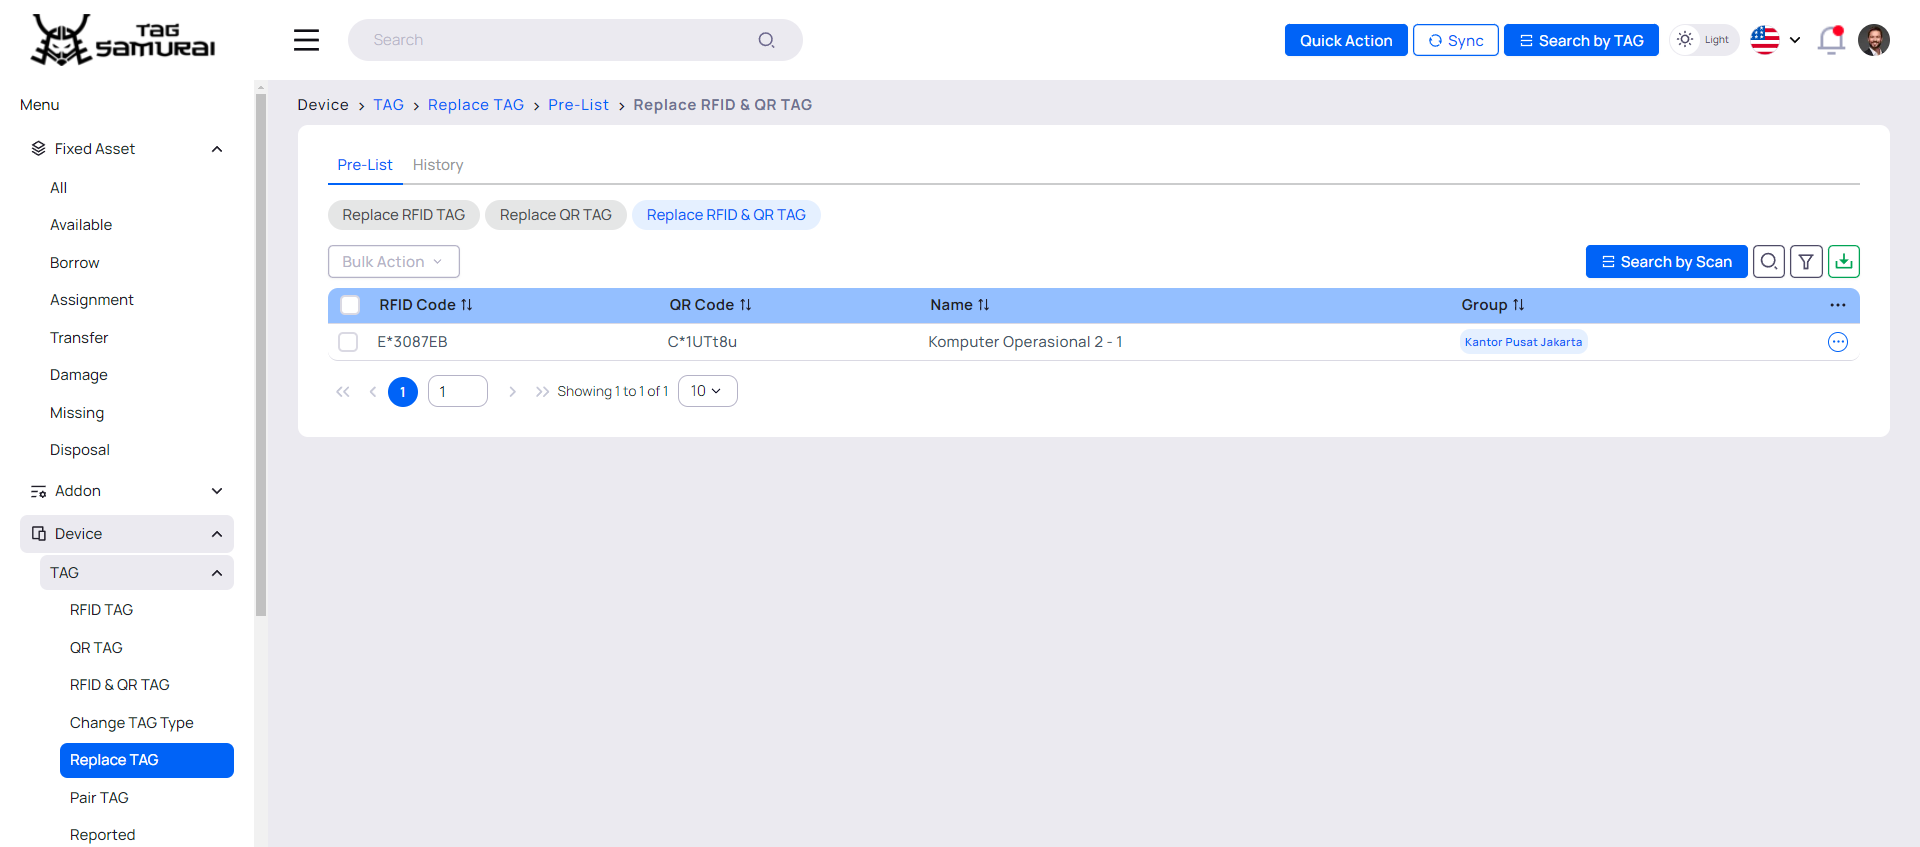 TAG
SAMURAI
Search
Quick Action
Sync
Search by TAG
Light
Menu
Fixed Asset
All
Available
Borrow
Assignment
Transfer
Damage
Missing
Disposal
Addon
Device
TAG
RFID TAG
QR TAG
RFID & QR TAG
Change TAG Type
Replace TAG
Pair TAG
Reported
Device > TAG > Replace TAG > Pre-List > Replace RFID & QR TAG
Pre-List History
Replace RFID TAG Replace QR TAG Replace RFID & QR TAG
Bulk Action
Search by Scan
RFID Code QR Code Name Group
E*3087EB C*1UTt8u Komputer Operasional 2 - 1 Kantor Pusat Jakarta
1 1 Showing 1 to 1 of 1 10